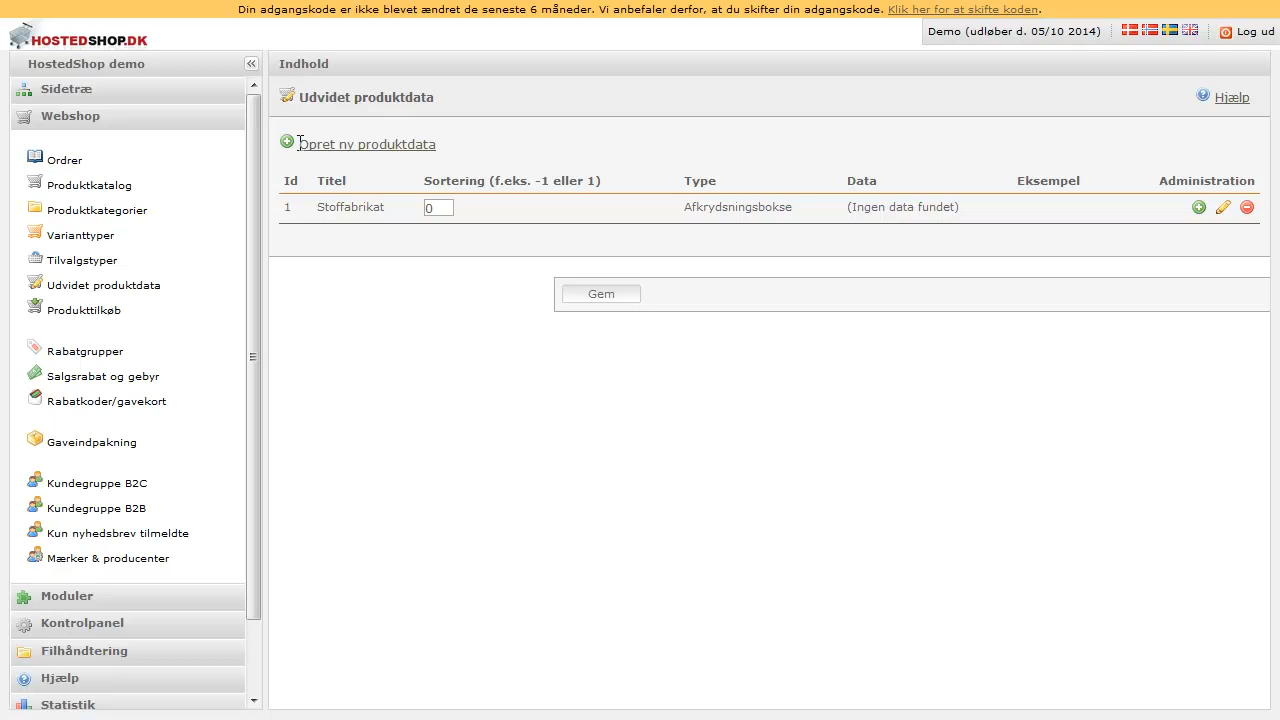 Din adgangskode er ikke blevet ændret de seneste 6 måneder. Vi anbefaler derfor, at du skifter din adgangskode. Klik her for at skifte koden.
HOSTEDSHOP.DK
Demo (udløber d. 05/10 2014)
Log ud
HostedShop demo
Indhold
Sidetræ
Webshop
Ordrer
Produktkatalog
Produktkategorier
Varianttyper
Tilvalgstyper
Udvidet produktdata
Produkttilkøb
Rabatgrupper
Salgsrabat og gebyr
Rabatkoder/gavekort
Gaveindpakning
Kundegruppe B2C
Kundegruppe B2B
Kun nyhedsbrev tilmeldte
Mærker & producenter
Moduler
Kontrolpanel
Filhåndtering
Hjælp
Statistik
Udvidet produktdata
Hjælp
Opret ny produktdata
Id Titel Sortering (f.eks. -1 eller 1) Type Data Eksempel Administration
1 Stoffabrikat 0 Afkrydsningsbokse (Ingen data fundet)
Gem